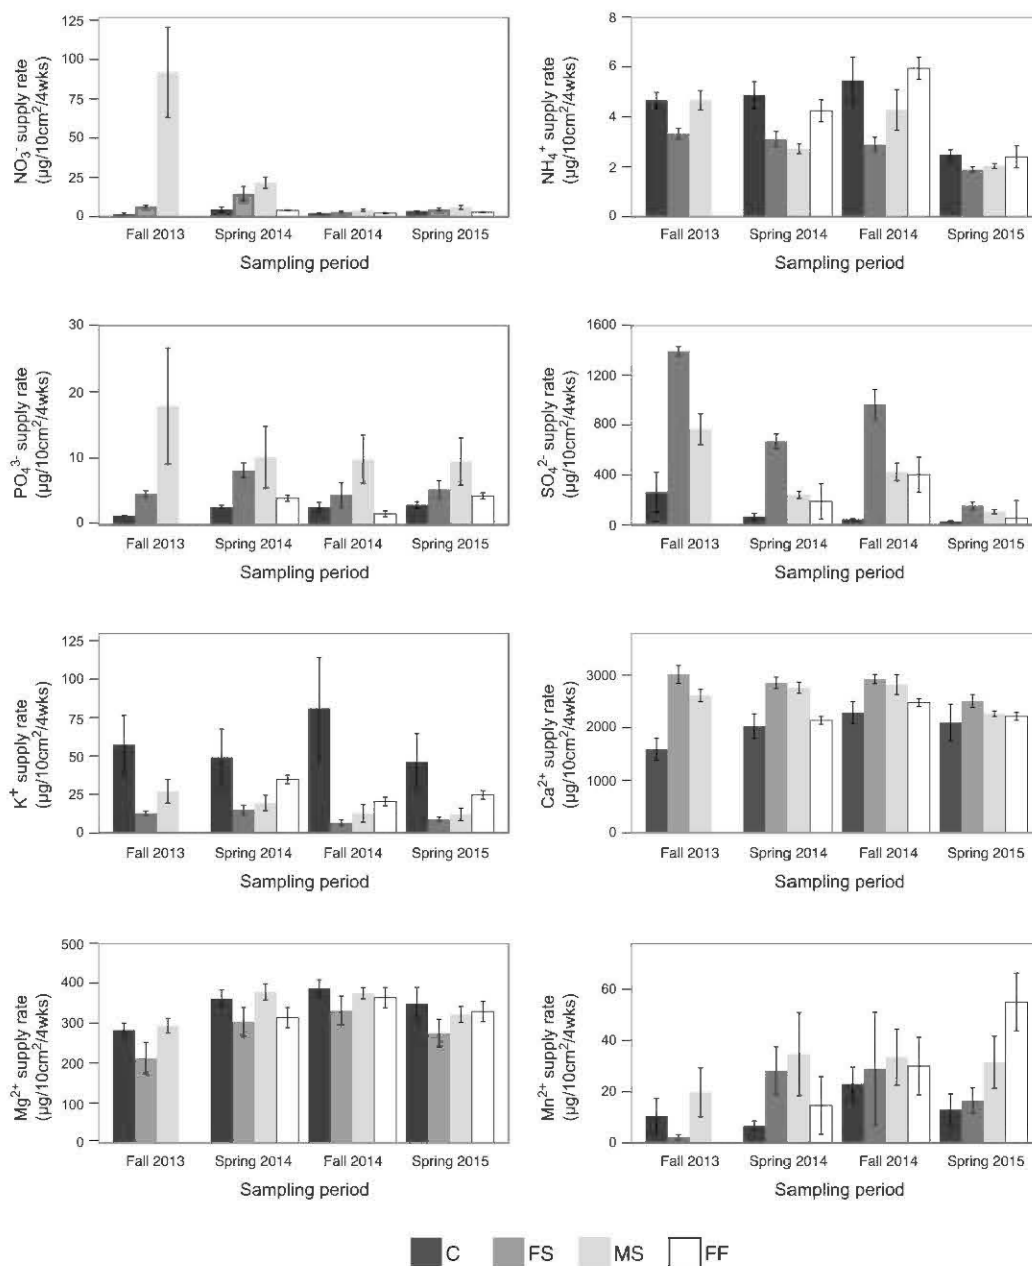 NO₃⁻ supply rate
(µg/10cm²/4wks)
125
100
75
50
25
0
Fall 2013 Spring 2014 Fall 2014 Spring 2015
Sampling period
NH₄⁺ supply rate
(µg/10cm²/4wks)
8
6
4
2
0
Fall 2013 Spring 2014 Fall 2014 Spring 2015
Sampling period
PO₄³⁻ supply rate
(µg/10cm²/4wks)
30
20
10
0
Fall 2013 Spring 2014 Fall 2014 Spring 2015
Sampling period
SO₄²⁻ supply rate
(µg/10cm²/4wks)
1600
1200
800
400
0
Fall 2013 Spring 2014 Fall 2014 Spring 2015
Sampling period
K⁺ supply rate
(µg/10cm²/4wks)
125
100
75
50
25
0
Fall 2013 Spring 2014 Fall 2014 Spring 2015
Sampling period
Ca²⁺ supply rate
(µg/10cm²/4wks)
3000
2000
1000
0
Fall 2013 Spring 2014 Fall 2014 Spring 2015
Sampling period
Mg²⁺ supply rate
(µg/10cm²/4wks)
500
400
300
200
100
0
Fall 2013 Spring 2014 Fall 2014 Spring 2015
Sampling period
Mn²⁺ supply rate
(µg/10cm²/4wks)
60
40
20
0
Fall 2013 Spring 2014 Fall 2014 Spring 2015
Sampling period
C FS MS FF